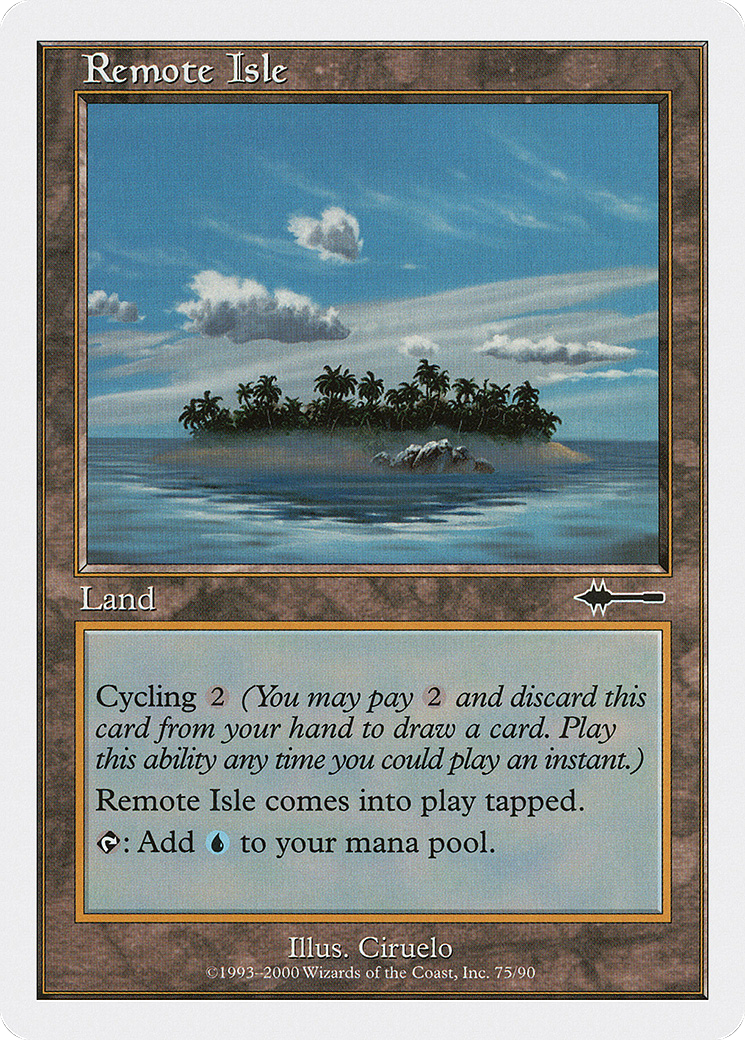 Remote Isle
Land
Cycling 2 (You may pay 2 and discard this
card from your hand to draw a card. Play
this ability any time you could play an instant.)
Remote Isle comes into play tapped.
: Add to your mana pool.
Illus. Ciruelo
©1993–2000 Wizards of the Coast, Inc. 75/90